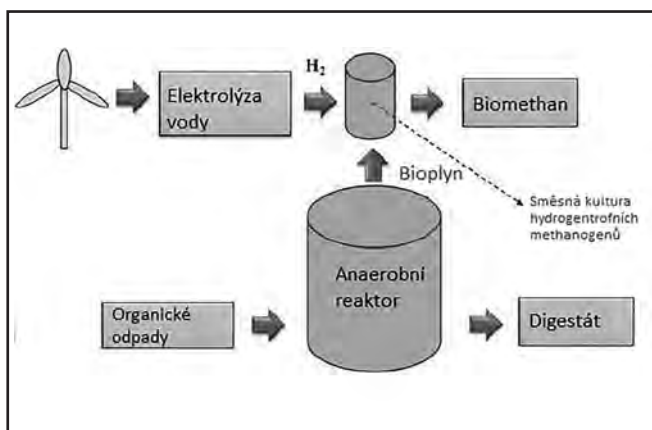 H₂
Elektrolýza
vody
Biomethan
Bioplyn
Směsná kultura
hydrogentrofních
methanogenů
Anaerobní
reaktor
Organické
odpady
Digestát